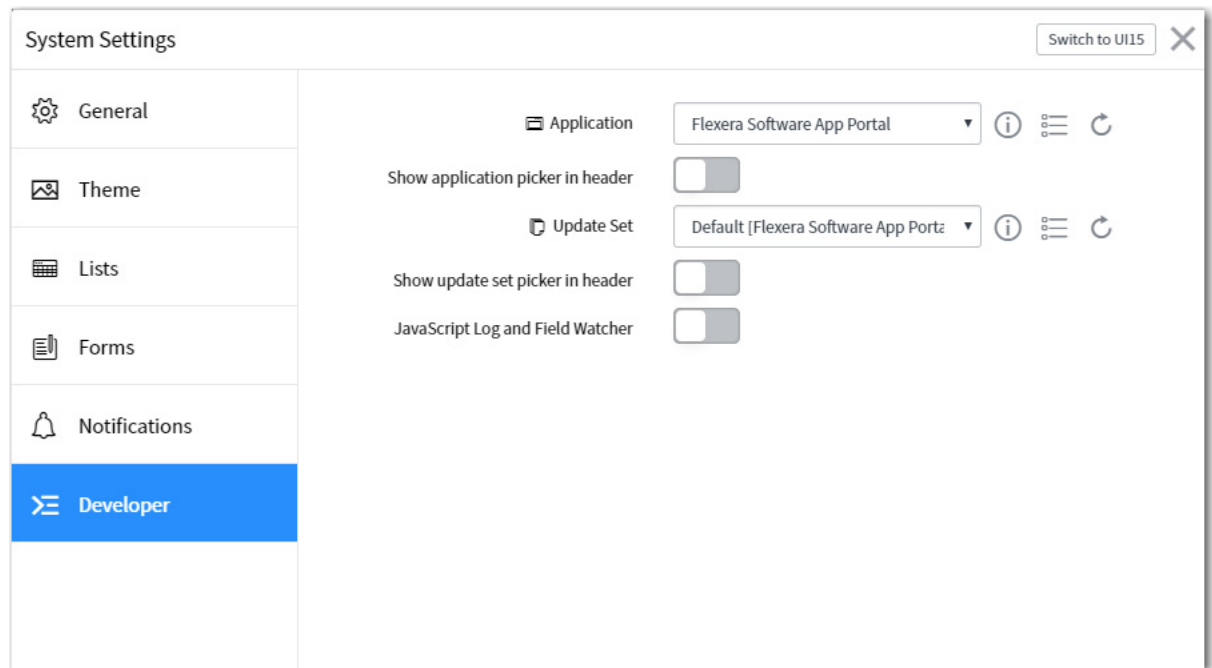 System Settings
Switch to UI15
General
Theme
Lists
Forms
Notifications
Developer
Application
Flexera Software App Portal
Show application picker in header
Update Set
Default [Flexera Software App Porta
Show update set picker in header
JavaScript Log and Field Watcher